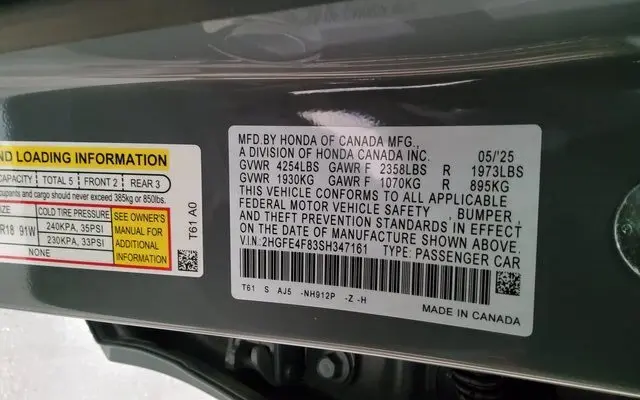 ND LOADING INFORMATION
CAPACITY TOTAL 5 FRONT 2 REAR 3
cupants and cargo should never exceed 385kg or 850lbs.
COLD TIRE PRESSURE
R18 91W
240KPA, 35PSI
230KPA, 33PSI
NONE
SEE OWNER'S
MANUAL FOR
ADDITIONAL
INFORMATION
T61 A0
MFD.BY HONDA OF CANADA MFG.,
A DIVISION OF HONDA CANADA INC. 05/'25
GVWR 4254LBS GAWR F 2358LBS R 1973LBS
GVWR 1930KG GAWR F 1070KG R 895KG
THIS VEHICLE CONFORMS TO ALL APPLICABLE
FEDERAL MOTOR VEHICLE SAFETY , BUMPER ,
AND THEFT PREVENTION STANDARDS IN EFFECT
ON THE DATE OF MANUFACTURE SHOWN ABOVE.
V.I.N:2HGFE4F83SH347161 TYPE: PASSENGER CAR
T61 S AJ5 -NH912P -Z -H
MADE IN CANADA